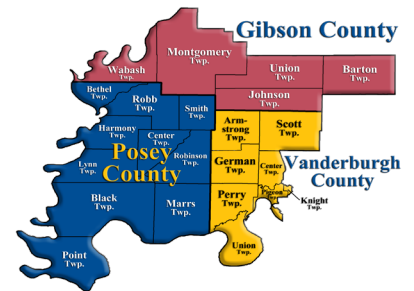 Gibson County
Montgomery
Twp.
Wabash
Twp.
Union
Twp.
Barton
Twp.
Johnson
Twp.
Bethel
Twp.
Robb
Twp.
Smith
Twp.
Harmony
Twp.
Center
Twp.
Posey
County
Lynn
Twp.
Robinson
Twp.
Black
Twp.
Marrs
Twp.
Point
Twp.
Arm-
strong
Twp.
Scott
Twp.
German
Twp.
Center
Twp.
Vanderburgh
County
Perry
Twp.
Pigeon
Knight
Twp.
Union
Twp.